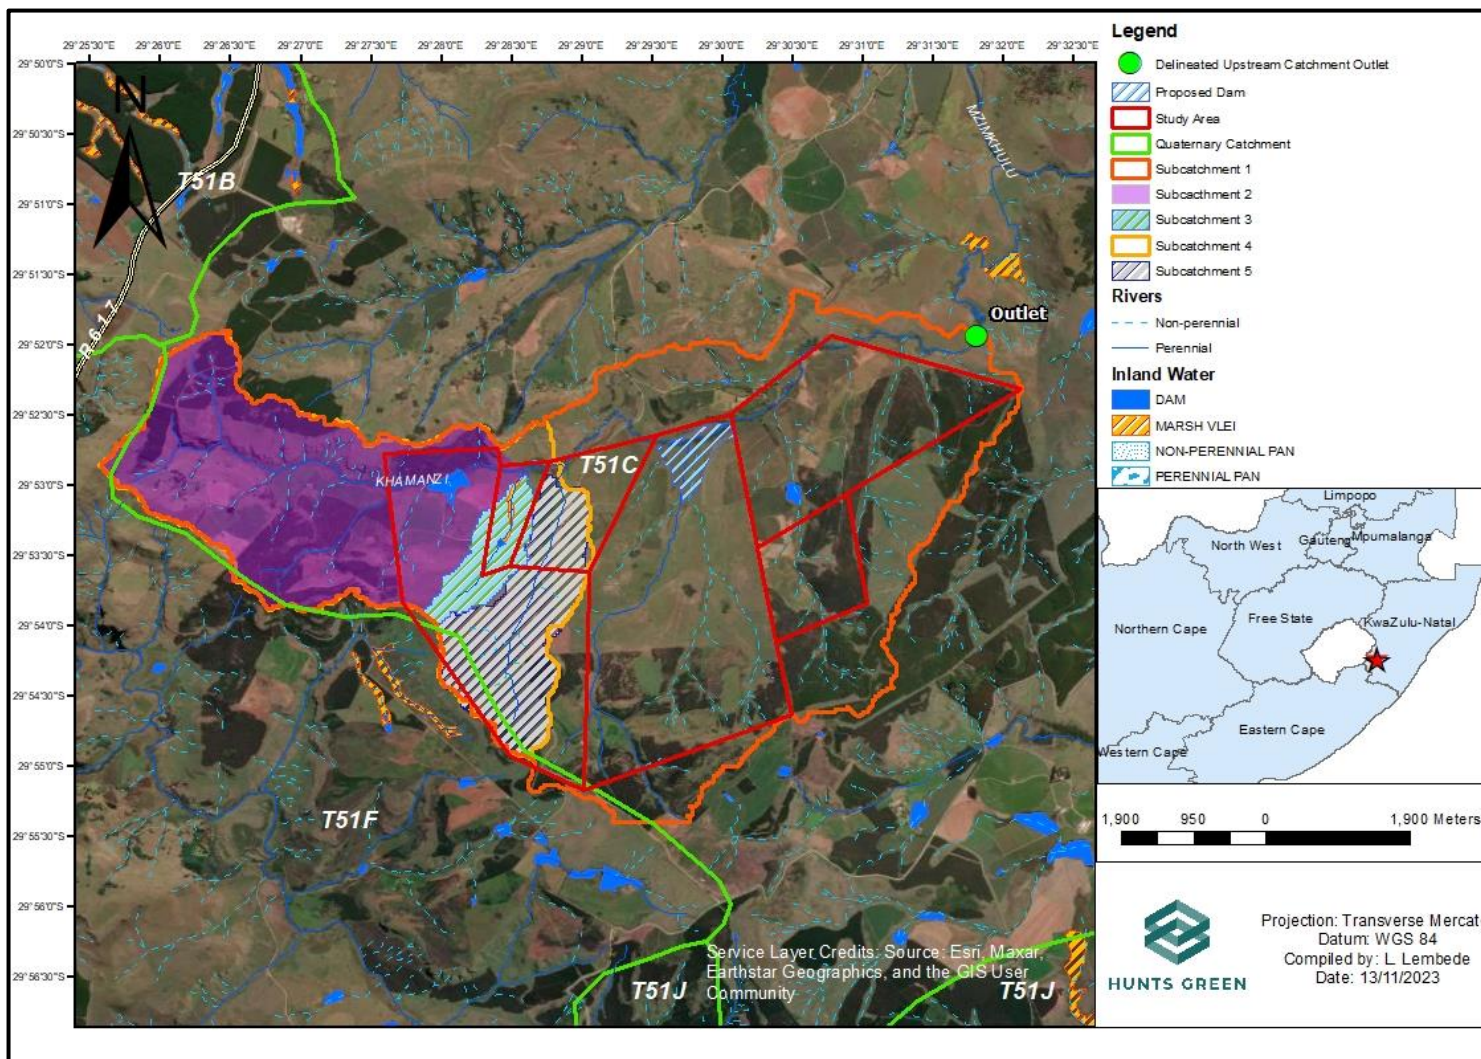 29°25'30"E 29°26'0"E 29°26'30"E 29°27'0"E 29°27'30"E 29°28'0"E 29°28'30"E 29°29'0"E 29°29'30"E 29°30'0"E 29°30'30"E 29°31'0"E 29°31'30"E 29°32'0"E 29°32'30"E
29°50'0"S
29°50'30"S
29°51'0"S
29°51'30"S
29°52'0"S
29°52'30"S
29°53'0"S
29°53'30"S
29°54'0"S
29°54'30"S
29°55'0"S
29°55'30"S
29°56'0"S
29°56'30"S
N
MZIMKHULU
T51B
R617
Outlet
T51C
KHAMANZI
T51F
T51J
T51J
Service Layer Credits: Source: Esri, Maxar,
Earthstar Geographics, and the GIS User
Community
Legend
Delineated Upstream Catchment Outlet
Proposed Dam
Study Area
Quaternary Catchment
Subcatchment 1
Subcacthment 2
Subcatchment 3
Subcatchment 4
Subcatchment 5
Rivers
Non-perennial
Perennial
Inland Water
DAM
MARSH VLEI
NON-PERENNIAL PAN
PERENNIAL PAN
Limpopo
Gauteng
Mpumalanga
North West
Free State
KwaZulu-Natal
Northern Cape
Eastern Cape
Western Cape
1,900 950 0 1,900 Meters
HUNTS GREEN
Projection: Transverse Mercat
Datum: WGS 84
Compiled by: L. Lembede
Date: 13/11/2023